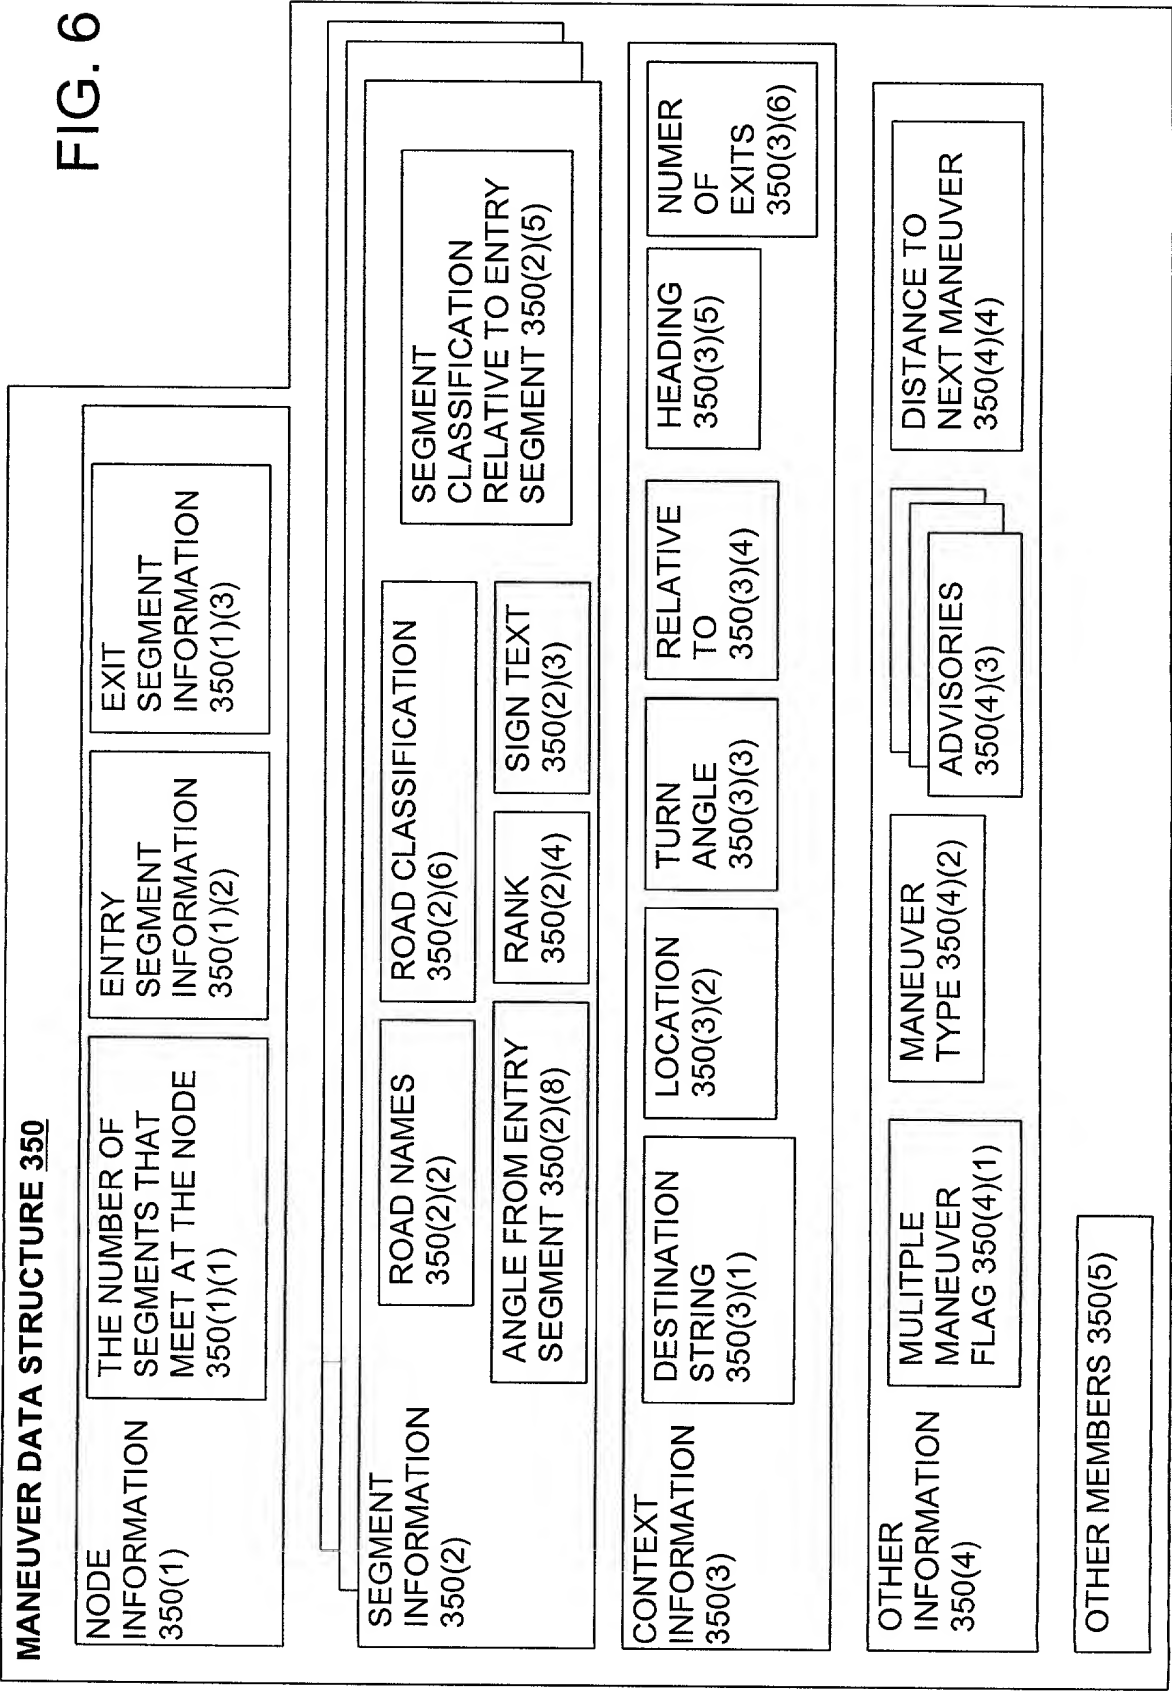 FIG. 6
MANEUVER DATA STRUCTURE 350
NODE
INFORMATION
350(1)
THE NUMBER OF
SEGMENTS THAT
MEET AT THE NODE
350(1)(1)
ENTRY
SEGMENT
INFORMATION
350(1)(2)
EXIT
SEGMENT
INFORMATION
350(1)(3)
SEGMENT
INFORMATION
350(2)
ROAD NAMES
350(2)(2)
ROAD CLASSIFICATION
350(2)(6)
ANGLE FROM ENTRY
SEGMENT 350(2)(8)
RANK
350(2)(4)
SIGN TEXT
350(2)(3)
SEGMENT
CLASSIFICATION
RELATIVE TO ENTRY
SEGMENT 350(2)(5)
CONTEXT
INFORMATION
350(3)
DESTINATION
STRING
350(3)(1)
LOCATION
350(3)(2)
TURN
ANGLE
350(3)(3)
RELATIVE
TO
350(3)(4)
HEADING
350(3)(5)
NUMER
OF
EXITS
350(3)(6)
OTHER
INFORMATION
350(4)
MULITPLE
MANEUVER
FLAG 350(4)(1)
MANEUVER
TYPE 350(4)(2)
ADVISORIES
350(4)(3)
DISTANCE TO
NEXT MANEUVER
350(4)(4)
OTHER MEMBERS 350(5)